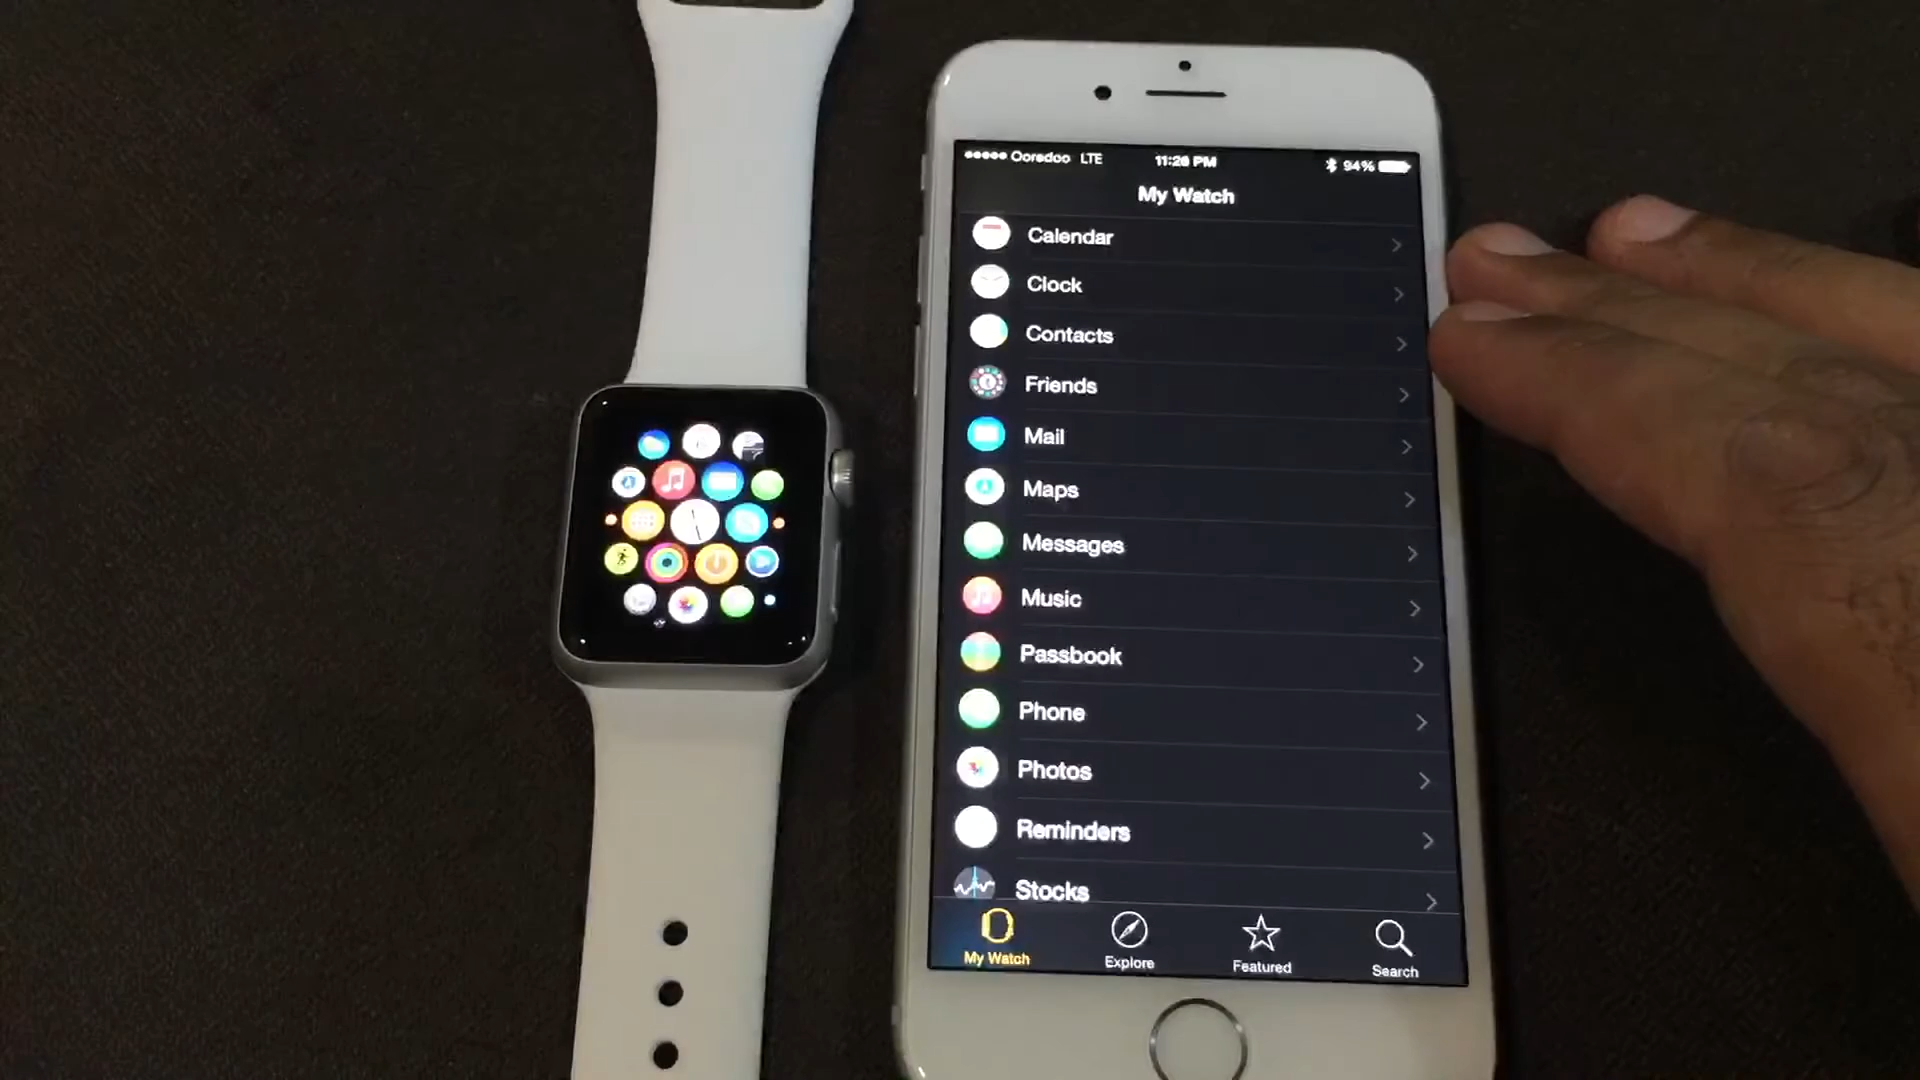 Ooredoo LTE 11:26 PM 94%
My Watch
Calendar
Clock
Contacts
Friends
Mail
Maps
Messages
Music
Passbook
Phone
Photos
Reminders
Stocks
My Watch Explore Featured Search